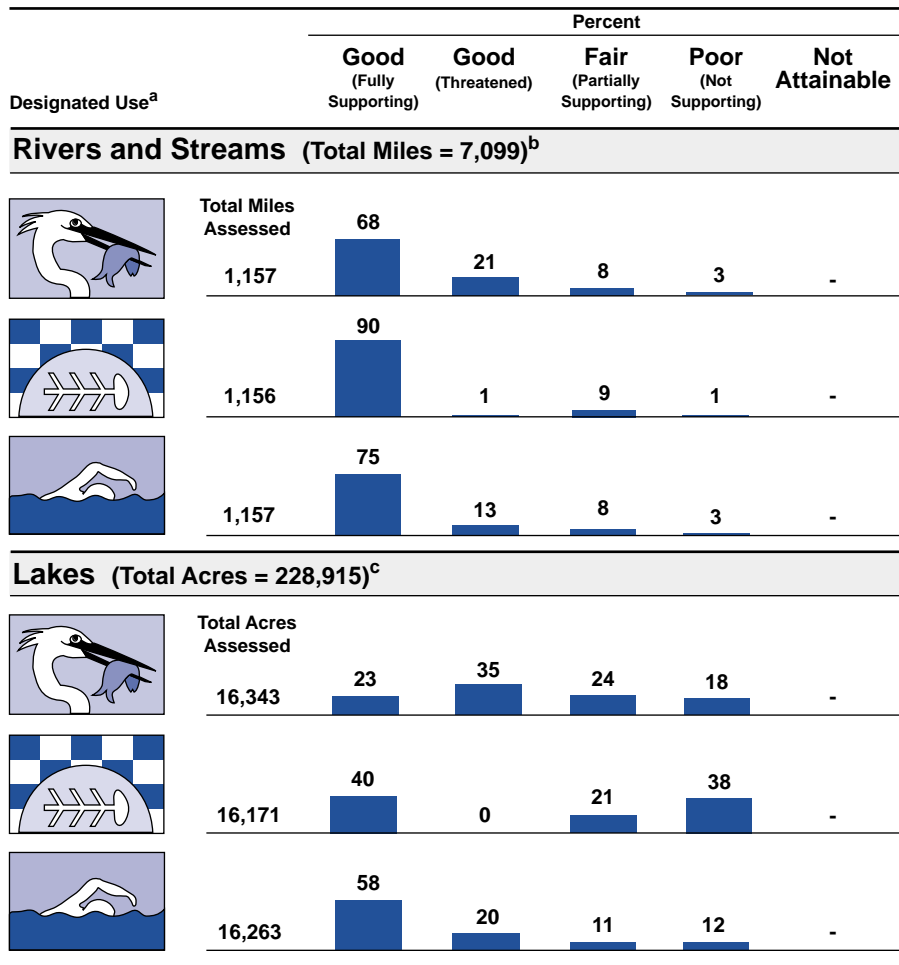 Percent
Designated Use^a
Good (Fully Supporting)
Good (Threatened)
Fair (Partially Supporting)
Poor (Not Supporting)
Not Attainable
Rivers and Streams (Total Miles = 7,099)^b
Total Miles Assessed
1,157 68 21 8 3 -
1,156 90 1 9 1 -
1,157 75 13 8 3 -
Lakes (Total Acres = 228,915)^c
Total Acres Assessed
16,343 23 35 24 18 -
16,171 40 0 21 38 -
16,263 58 20 11 12 -